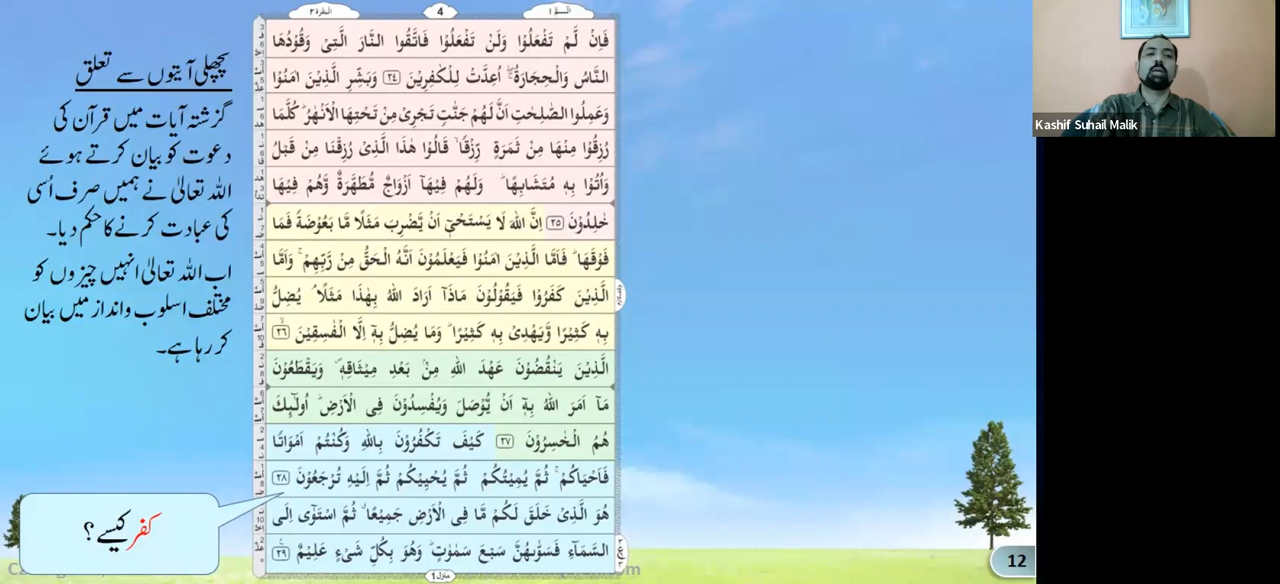 البقرة ٢
4
الٓمّٓ ١
پچھلی آیتوں سے تعلق
گزشتہ آیات میں قرآن کی
دعوت کو بیان کرتے ہوئے
اللہ تعالیٰ نے ہمیں صرف اُسی
کی عبادت کرنے کا حکم دیا۔
اب اللہ تعالیٰ انہیں چیزوں کو
مختلف اسلوب و انداز میں بیان
کر رہا ہے۔
فَاِنْ لَّمْ تَفْعَلُوْا وَلَنْ تَفْعَلُوْا فَاتَّقُوا النَّارَ الَّتِیْ وَقُوْدُهَا
النَّاسُ وَالْحِجَارَةُ ۖۚ اُعِدَّتْ لِلْكٰفِرِیْنَ ٢٤ وَبَشِّرِ الَّذِیْنَ اٰمَنُوْا
وَعَمِلُوا الصّٰلِحٰتِ اَنَّ لَهُمْ جَنّٰتٍ تَجْرِیْ مِنْ تَحْتِهَا الْاَنْهٰرُ ؕ كُلَّمَا
رُزِقُوْا مِنْهَا مِنْ ثَمَرَةٍ رِّزْقًا ۙ قَالُوْا هٰذَا الَّذِیْ رُزِقْنَا مِنْ قَبْلُ
وَاُتُوْا بِهٖ مُتَشَابِهًا ؕ وَلَهُمْ فِیْهَاۤ اَزْوَاجٌ مُّطَهَّرَةٌ وَّهُمْ فِیْهَا
خٰلِدُوْنَ ٢٥ اِنَّ اللّٰهَ لَا یَسْتَحْیٖۤ اَنْ یَّضْرِبَ مَثَلًا مَّا بَعُوْضَةً فَمَا
فَوْقَهَا ؕ فَاَمَّا الَّذِیْنَ اٰمَنُوْا فَیَعْلَمُوْنَ اَنَّهُ الْحَقُّ مِنْ رَّبِّهِمْ ۚ وَاَمَّا
الَّذِیْنَ كَفَرُوْا فَیَقُوْلُوْنَ مَاذَاۤ اَرَادَ اللّٰهُ بِهٰذَا مَثَلًا ۘ یُضِلُّ
بِهٖ كَثِیْرًا وَّیَهْدِیْ بِهٖ كَثِیْرًا ؕ وَمَا یُضِلُّ بِهٖۤ اِلَّا الْفٰسِقِیْنَ ٢٦
الَّذِیْنَ یَنْقُضُوْنَ عَهْدَ اللّٰهِ مِنْۢ بَعْدِ مِیْثَاقِهٖ ۪ وَیَقْطَعُوْنَ
مَاۤ اَمَرَ اللّٰهُ بِهٖۤ اَنْ یُّوْصَلَ وَیُفْسِدُوْنَ فِی الْاَرْضِ ؕ اُولٰٓىِٕكَ
هُمُ الْخٰسِرُوْنَ ٢٧ كَیْفَ تَكْفُرُوْنَ بِاللّٰهِ وَكُنْتُمْ اَمْوَاتًا
فَاَحْیَاكُمْ ۚ ثُمَّ یُمِیْتُكُمْ ثُمَّ یُحْیِیْكُمْ ثُمَّ اِلَیْهِ تُرْجَعُوْنَ ٢٨
هُوَ الَّذِیْ خَلَقَ لَكُمْ مَّا فِی الْاَرْضِ جَمِیْعًا ۗ ثُمَّ اسْتَوٰۤی اِلَی
السَّمَآءِ فَسَوّٰىهُنَّ سَبْعَ سَمٰوٰتٍ ؕ وَهُوَ بِكُلِّ شَیْءٍ عَلِیْمٌ ٢٩
منزل 1
کفر کیسے ؟
12
Kashif Suhail Malik